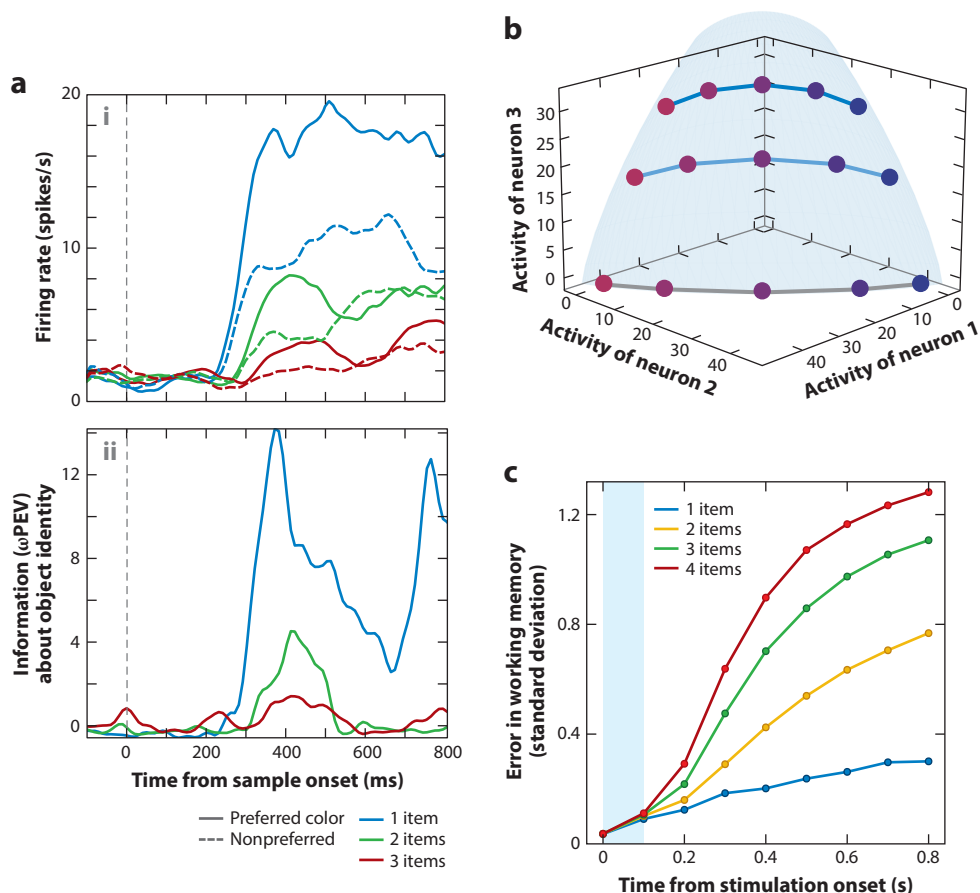 a
i
20
10
0
Firing rate (spikes/s)
ii
12
8
4
0
Information (ωPEV)
about object identity
0
200
400
600
800
Time from sample onset (ms)
Preferred color
Nonpreferred
1 item
2 items
3 items
b
30
25
20
15
10
5
0
Activity of neuron 3
0
10
20
30
40
Activity of neuron 2
40
30
20
10
0
Activity of neuron 1
c
1.2
0.8
0.4
0
Error in working memory
(standard deviation)
1 item
2 items
3 items
4 items
0
0.2
0.4
0.6
0.8
Time from stimulation onset (s)